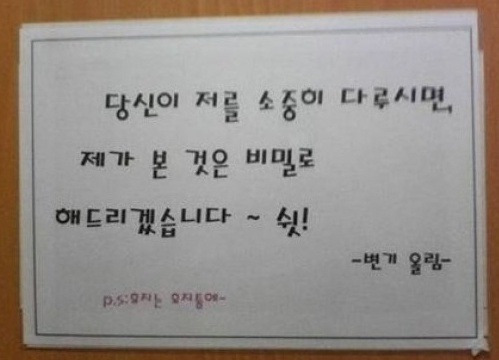 당신이 저를 소중히 다루시면,
제가 본 것은 비밀로
해드리겠습니다 ~ 쉿!
-변기 올림-
p.s:휴지는 휴지통에-